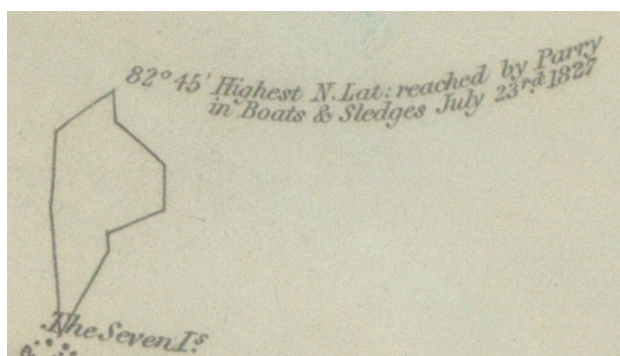 82° 45' Highest N. Lat: reached by Parry
in Boats & Sledges July 23rd 1827
The Seven Is.